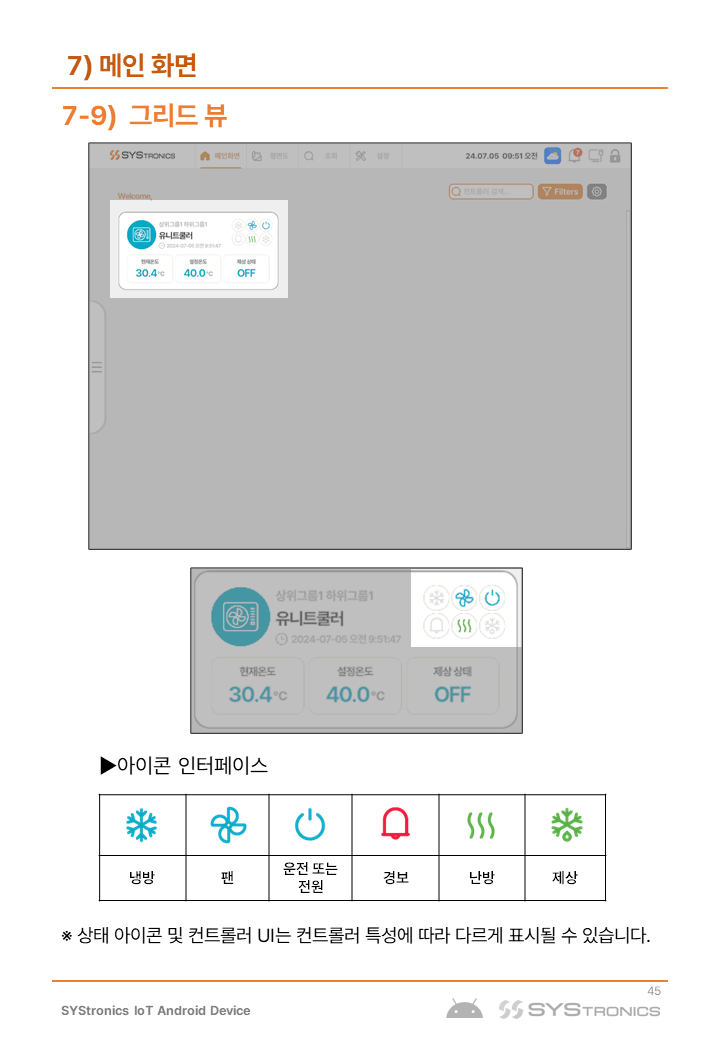 7) 메인 화면
7-9) 그리드 뷰
SYSTRONICS 메인화면 평면도 조회 설정 24.07.05 09:51 오전 7
Welcome,
컨트롤러 검색... Filters
상위그룹1 하위그룹1
유니트쿨러
2024-07-05 오전 9:51:47
현재온도 설정온도 제상 상태
30.4°C 40.0°C OFF
상위그룹1 하위그룹1
유니트쿨러
2024-07-05 오전 9:51:47
현재온도 설정온도 제상 상태
30.4°C 40.0°C OFF
▶아이콘 인터페이스
냉방 팬 운전 또는 전원 경보 난방 제상
※ 상태 아이콘 및 컨트롤러 UI는 컨트롤러 특성에 따라 다르게 표시될 수 있습니다.
45
SYStronics IoT Android Device SYSTRONICS